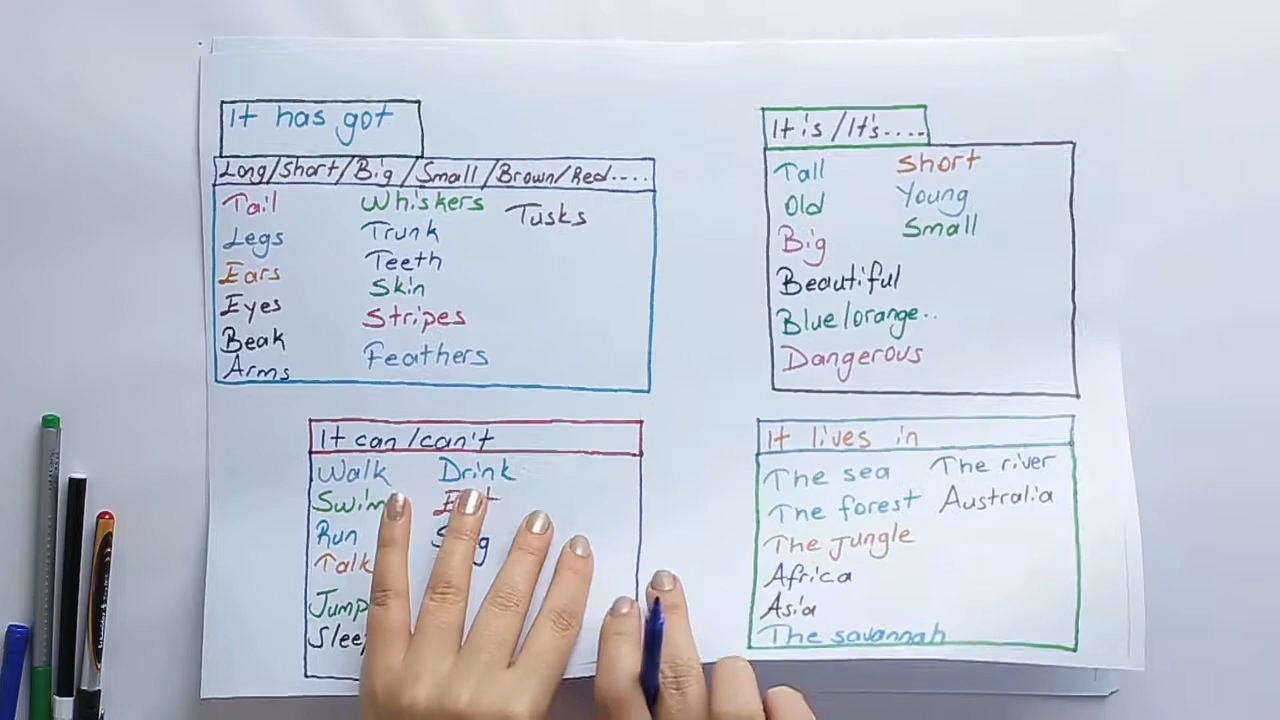 It has got
Long/short/Big/Small/Brown/Red....
Tail
Legs
Ears
Eyes
Beak
Arms
Whiskers
Trunk
Teeth
Skin
Stripes
Feathers
Tusks
It is/It's....
Tall
Old
Big
Beautiful
Blue/orange..
Dangerous
Short
Young
Small
It can/can't
Walk
Swim
Run
Talk
Jump
Drink
It lives in
The sea
The forest
The Jungle
Africa
Asia
The savannah
The river
Australia